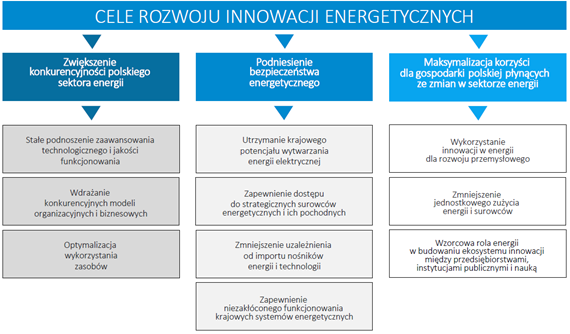 CELE ROZWOJU INNOWACJI ENERGETYCZNYCH
Zwiększenie
konkurencyjności polskiego
sektora energii
Stałe podnoszenie zaawansowania
technologicznego i jakości
funkcjonowania
Wdrażanie
konkurencyjnych modeli
organizacyjnych i biznesowych
Optymalizacja
wykorzystania
zasobów
Podniesienie
bezpieczeństwa
energetycznego
Utrzymanie krajowego
potencjału wytwarzania
energii elektrycznej
Zapewnienie dostępu
do strategicznych surowców
energetycznych i ich pochodnych
Zmniejszenie uzależnienia
od importu nośników
energii i technologii
Zapewnienie
niezakłóconego funkcjonowania
krajowych systemów energetycznych
Maksymalizacja korzyści
dla gospodarki polskiej płynących
ze zmian w sektorze energii
Wykorzystanie
innowacji w energii
dla rozwoju przemysłowego
Zmniejszenie
jednostkowego zużycia
energii i surowców
Wzorcowa rola energii
w budowaniu ekosystemu innowacji
między przedsiębiorstwami,
instytucjami publicznymi i nauką